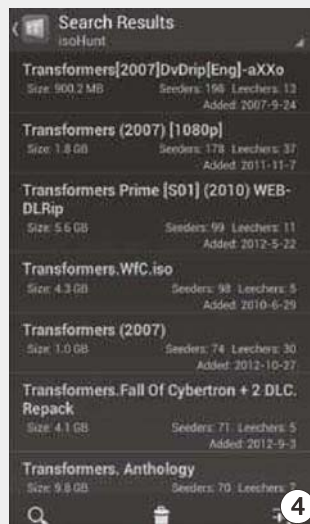 Search Results
isoHunt
Transformers[2007]DvDrip[Eng]-aXXo
Size: 900.2 MB Seeders: 198 Leechers: 13
Added: 2007-9-24
Transformers (2007) [1080p]
Size: 1.8 GB Seeders: 178 Leechers: 37
Added: 2011-11-7
Transformers Prime [S01] (2010) WEB-
DLRip
Size: 5.6 GB Seeders: 99 Leechers: 11
Added: 2012-5-22
Transformers.WfC.iso
Size: 4.3 GB Seeders: 98 Leechers: 5
Added: 2010-6-29
Transformers (2007)
Size: 1.0 GB Seeders: 74 Leechers: 30
Added: 2012-10-27
Transformers.Fall Of Cybertron + 2 DLC.
Repack
Size: 4.1 GB Seeders: 71 Leechers: 5
Added: 2012-9-3
Transformers. Anthology
Size: 9.8 GB Seeders: 70 Leechers: 7
4